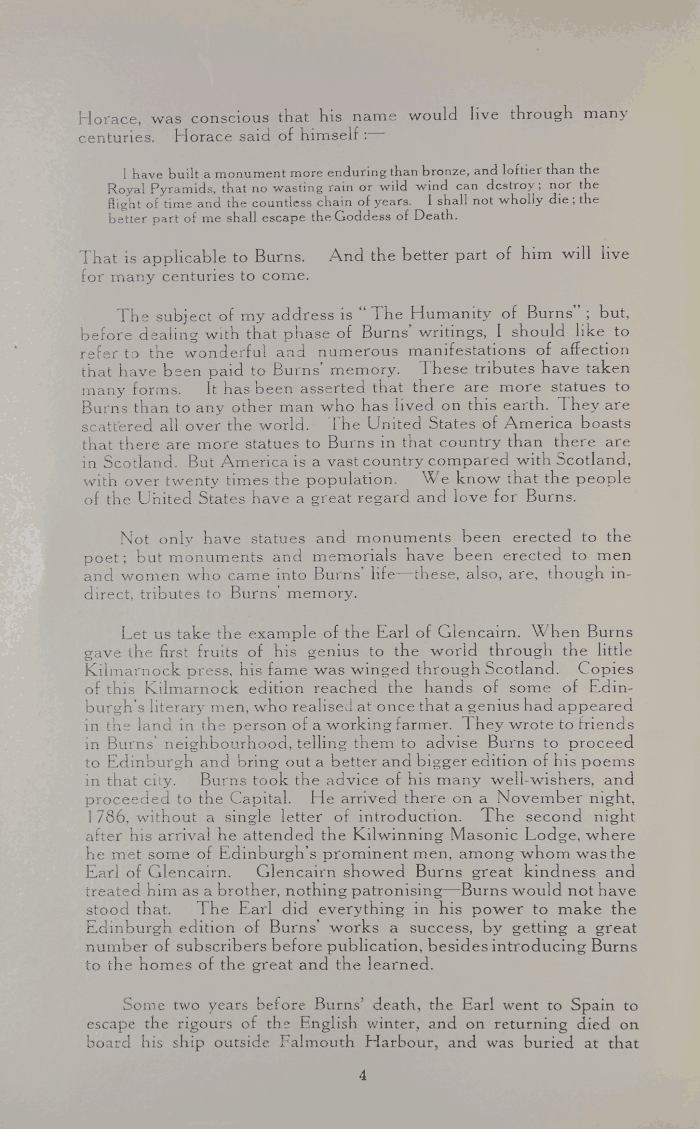 Horace, was conscious that his name would live through many
centuries. Horace said of himself :—
I have built a monument more enduring than bronze, and loftier than the
Royal Pyramids, that no wasting rain or wild wind can destroy; nor the
flight of time and the countless chain of years. I shall not wholly die; the
better part of me shall escape the Goddess of Death.
That is applicable to Burns. And the better part of him will live
for many centuries to come.
The subject of my address is "The Humanity of Burns"; but,
before dealing with that phase of Burns' writings, I should like to
refer to the wonderful and numerous manifestations of affection
that have been paid to Burns' memory. These tributes have taken
many forms. It has been asserted that there are more statues to
Burns than to any other man who has lived on this earth. They are
scattered all over the world. The United States of America boasts
that there are more statues to Burns in that country than there are
in Scotland. But America is a vast country compared with Scotland,
with over twenty times the population. We know that the people
of the United States have a great regard and love for Burns.
Not only have statues and monuments been erected to the
poet; but monuments and memorials have been erected to men
and women who came into Burns' life—these, also, are, though in-
direct, tributes to Burns' memory.
Let us take the example of the Earl of Glencairn. When Burns
gave the first fruits of his genius to the world through the little
Kilmarnock press, his fame was winged through Scotland. Copies
of this Kilmarnock edition reached the hands of some of Edin-
burgh's literary men, who realised at once that a genius had appeared
in the land in the person of a working farmer. They wrote to friends
in Burns' neighbourhood, telling them to advise Burns to proceed
to Edinburgh and bring out a better and bigger edition of his poems
in that city. Burns took the advice of his many well-wishers, and
proceeded to the Capital. He arrived there on a November night,
1786, without a single letter of introduction. The second night
after his arrival he attended the Kilwinning Masonic Lodge, where
he met some of Edinburgh's prominent men, among whom was the
Earl of Glencairn. Glencairn showed Burns great kindness and
treated him as a brother, nothing patronising—Burns would not have
stood that. The Earl did everything in his power to make the
Edinburgh edition of Burns' works a success, by getting a great
number of subscribers before publication, besides introducing Burns
to the homes of the great and the learned.
Some two years before Burns' death, the Earl went to Spain to
escape the rigours of the English winter, and on returning died on
board his ship outside Falmouth Harbour, and was buried at that
4